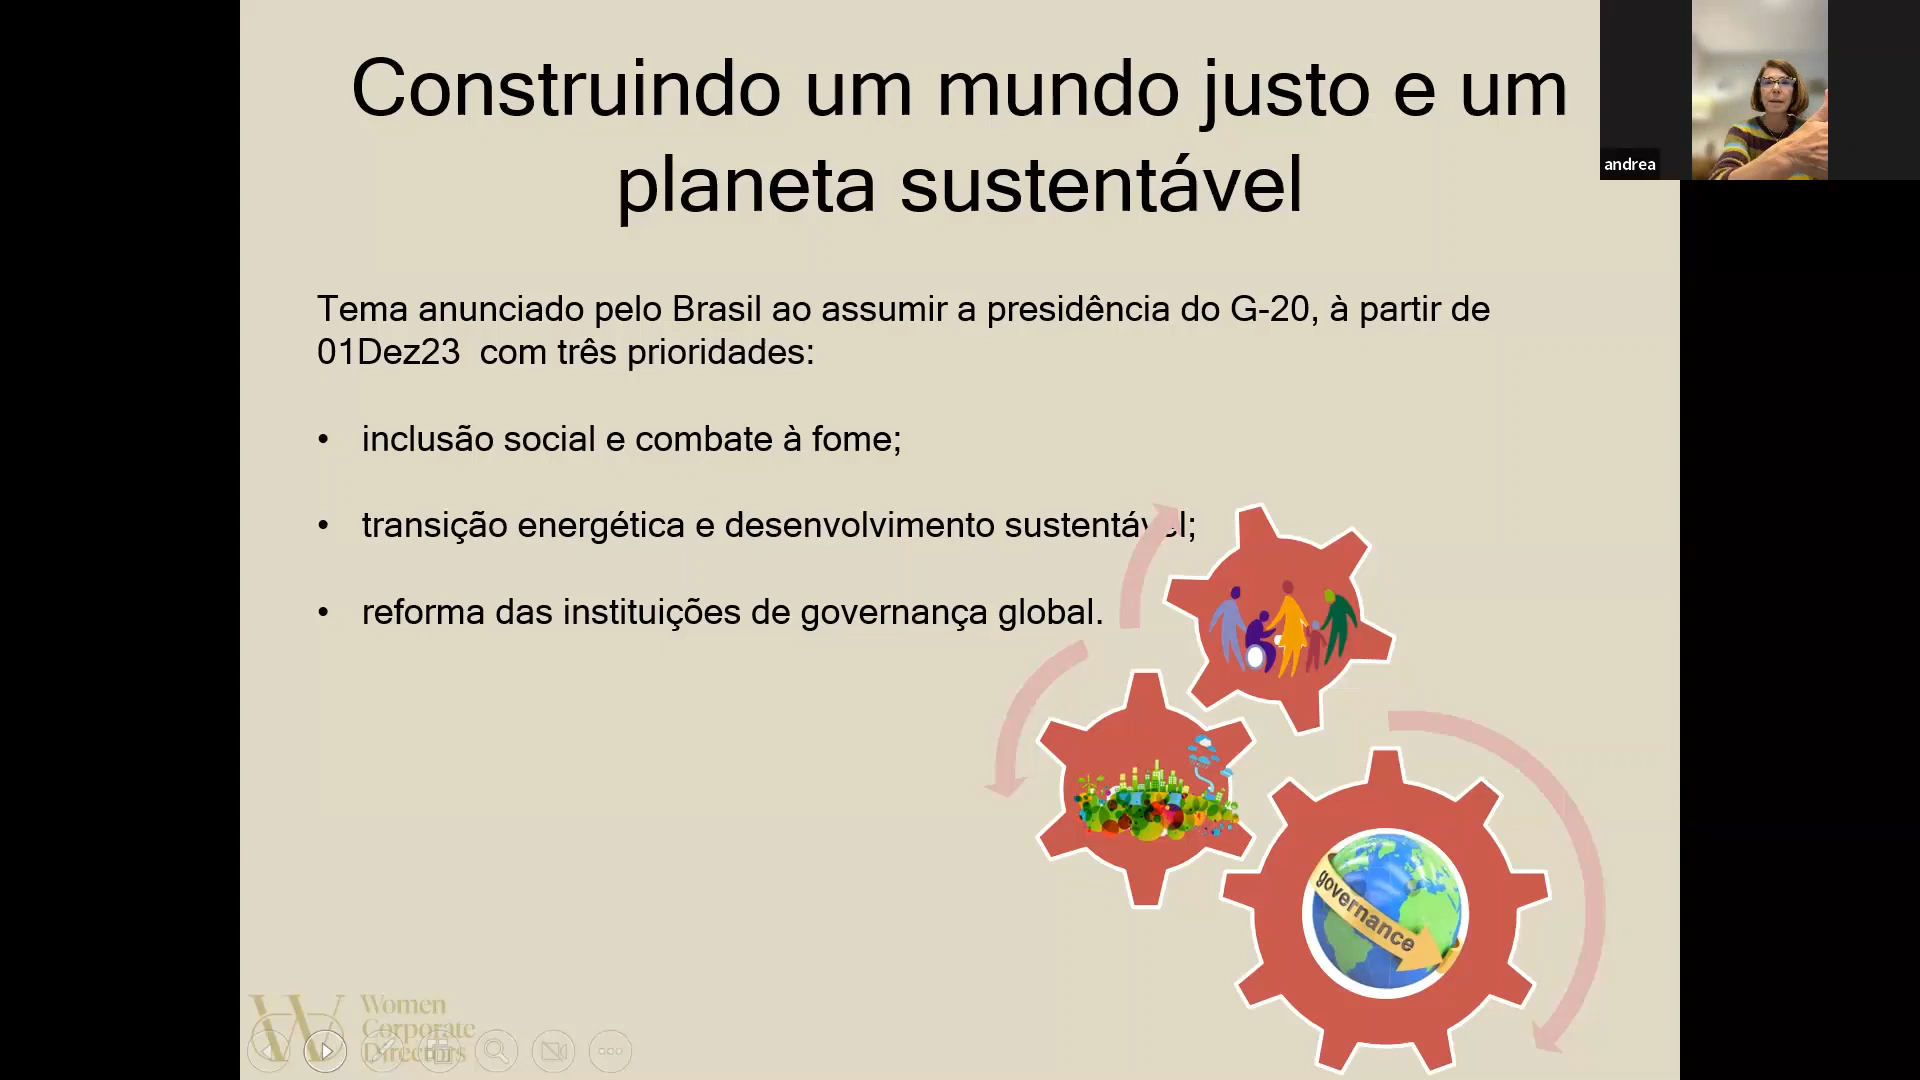 Construindo um mundo justo e um
planeta sustentável
andrea
Tema anunciado pelo Brasil ao assumir a presidência do G-20, à partir de
01Dez23 com três prioridades:
• inclusão social e combate à fome;
• transição energética e desenvolvimento sustentável;
• reforma das instituições de governança global.
governance
Women
Corporate
Directors